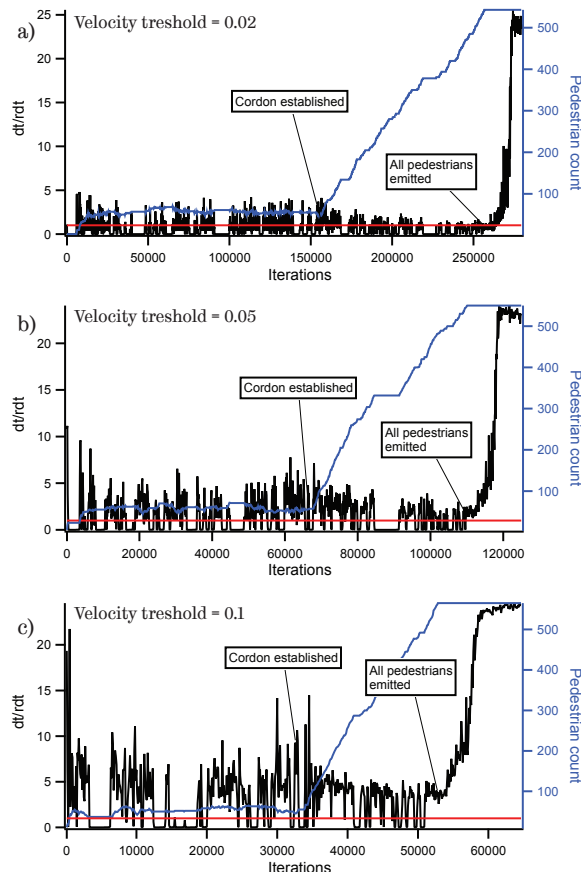 a)
Velocity treshold = 0.02
25
20
15
10
5
0
dt/rdt
Cordon established
All pedestrians
emitted
500
400
300
200
100
Pedestrian count
0
50000
100000
150000
200000
250000
Iterations
b)
Velocity treshold = 0.05
20
15
10
5
0
dt/rdt
Cordon established
All pedestrians
emitted
500
400
300
200
100
Pedestrian count
0
20000
40000
60000
80000
100000
120000
Iterations
c)
Velocity treshold = 0.1
20
15
10
5
0
dt/rdt
Cordon established
All pedestrians
emitted
500
400
300
200
100
Pedestrian count
0
10000
20000
30000
40000
50000
60000
Iterations